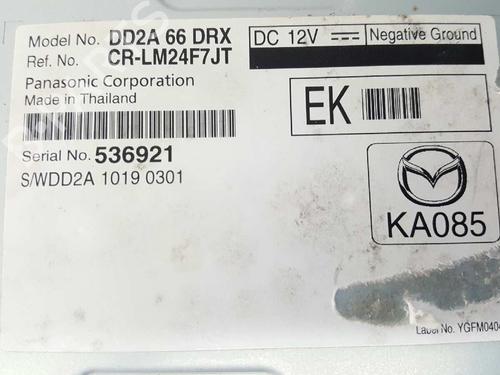 Model No. DD2A 66 DRX
Ref. No. CR-LM24F7JT
Panasonic Corporation
Made in Thailand
Serial No. 536921
S/WDD2A 1019 0301
DC 12V Negative Ground
EK
KA085
Label No. YGFM0404